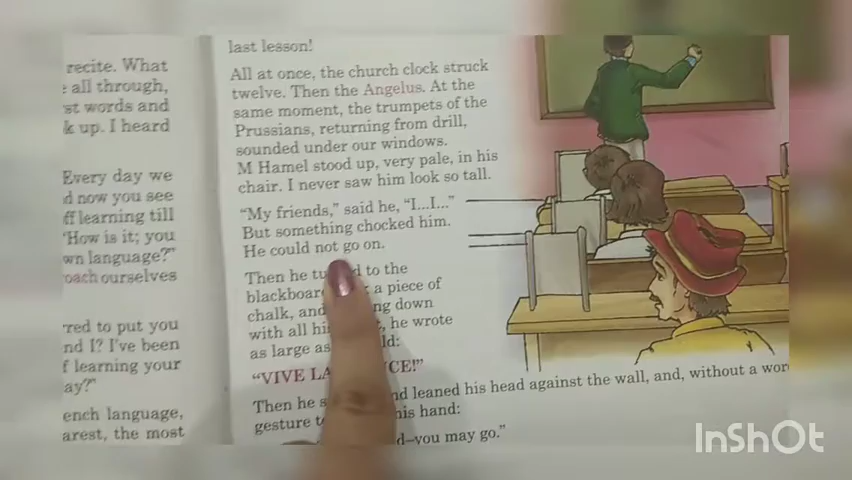 recite. What
all through,
st words and
k up. I heard
Every day we
d now you see
ff learning till
"How is it; you
wn language?"
oach ourselves
rred to put you
nd I? I've been
f learning your
ay?"
ench language,
arest, the most
last lesson!
All at once, the church clock struck
twelve. Then the Angelus. At the
same moment, the trumpets of the
Prussians, returning from drill,
sounded under our windows.
M Hamel stood up, very pale, in his
chair. I never saw him look so tall.
"My friends," said he, "I...I..."
But something chocked him.
He could not go on.
Then he tu d to the
blackboar a piece of
chalk, and ng down
with all hi , he wrote
as large as ld:
"VIVE LA CE!"
Then he s nd leaned his head against the wall, and, without a wor
gesture t his hand:
d–you may go."
InShOt